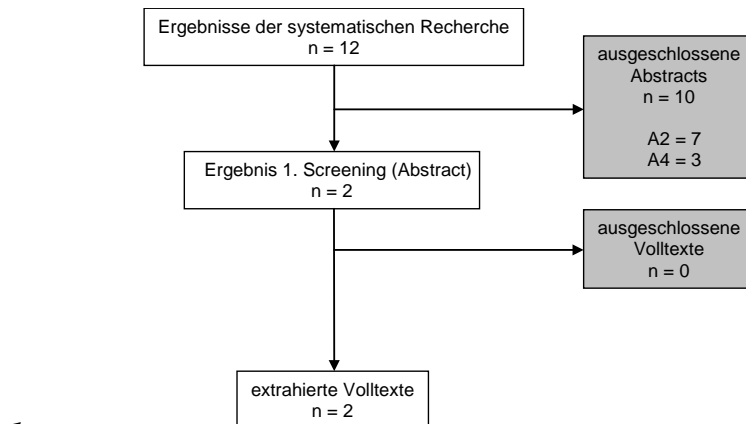 Ergebnisse der systematischen Recherche
n = 12
ausgeschlossene
Abstracts
n = 10
A2 = 7
A4 = 3
Ergebnis 1. Screening (Abstract)
n = 2
ausgeschlossene
Volltexte
n = 0
extrahierte Volltexte
n = 2